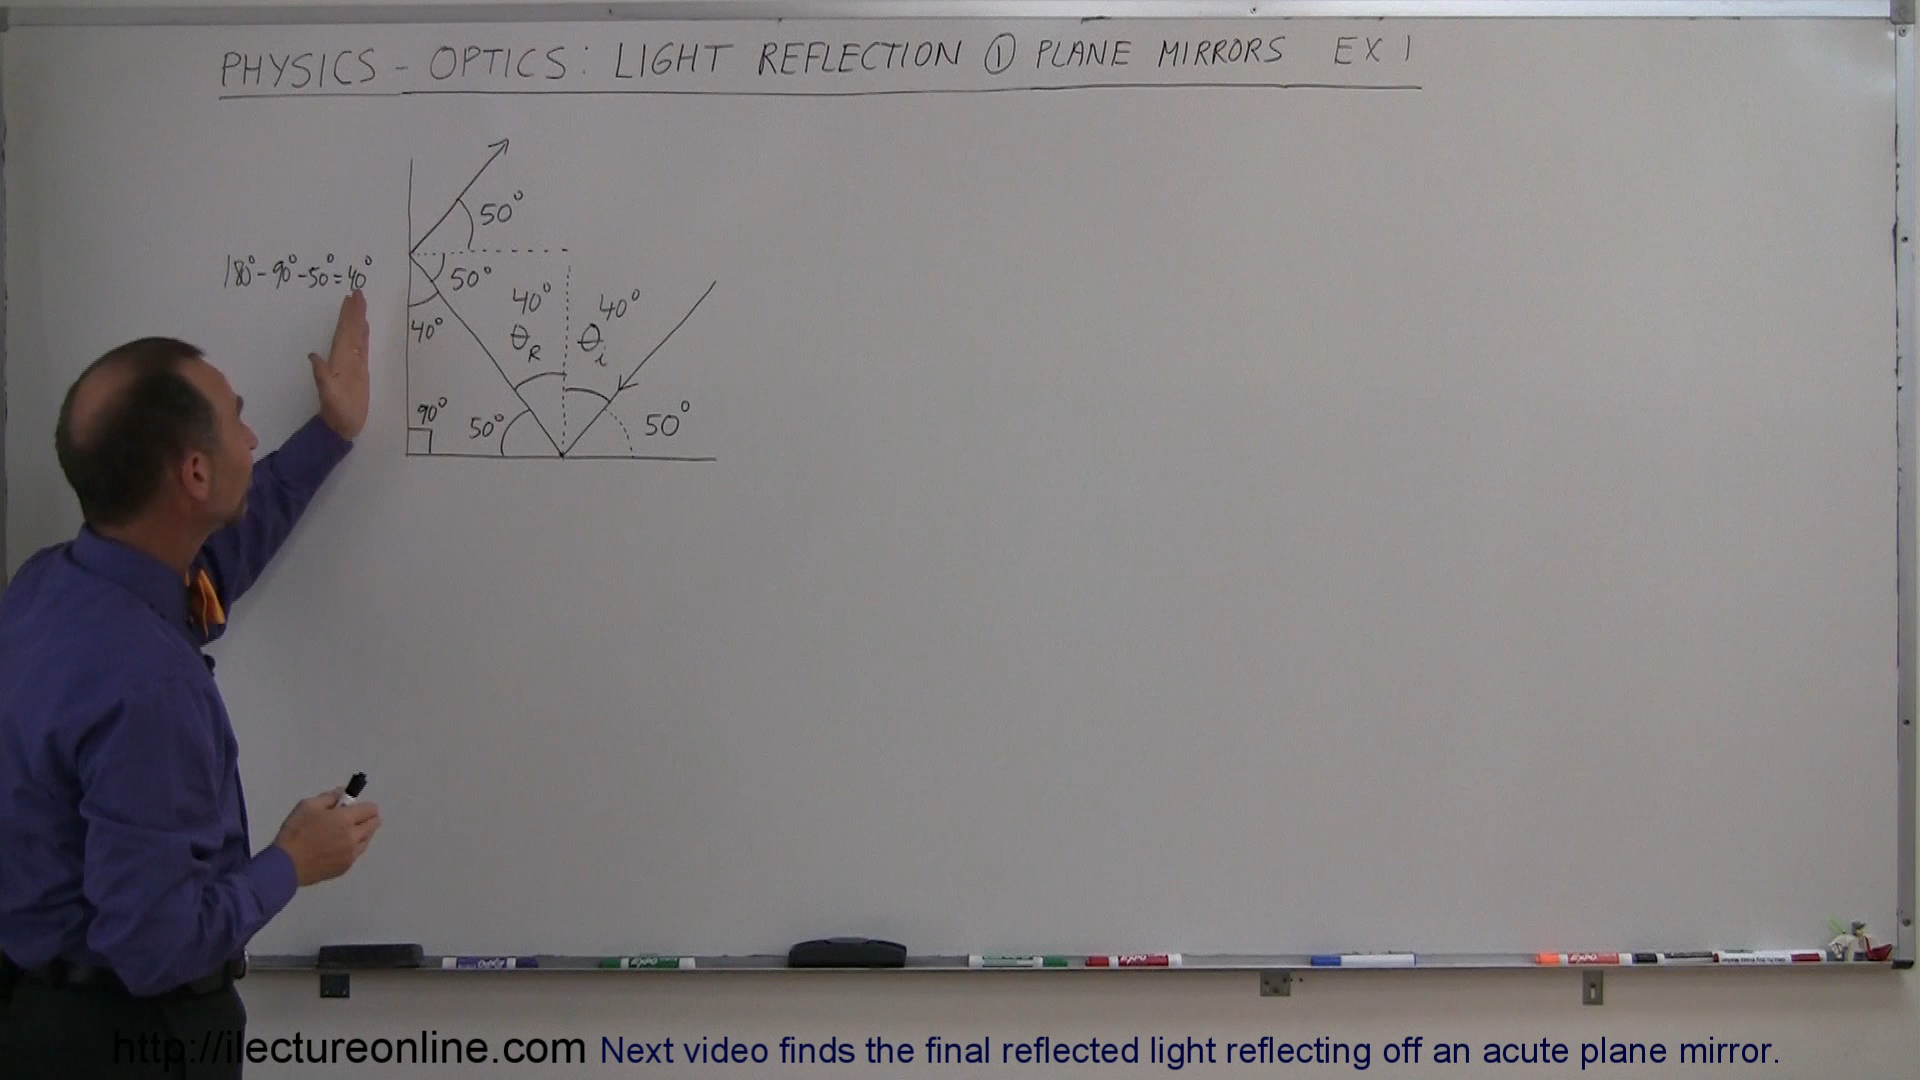 PHYSICS - OPTICS: LIGHT REFLECTION ① PLANE MIRRORS EX 1
50°
180° - 90° - 50° = 40°
50°
40° 40°
40° θR θi
90° 50° 50°
http://ilectureonline.com Next video finds the final reflected light reflecting off an acute plane mirror.